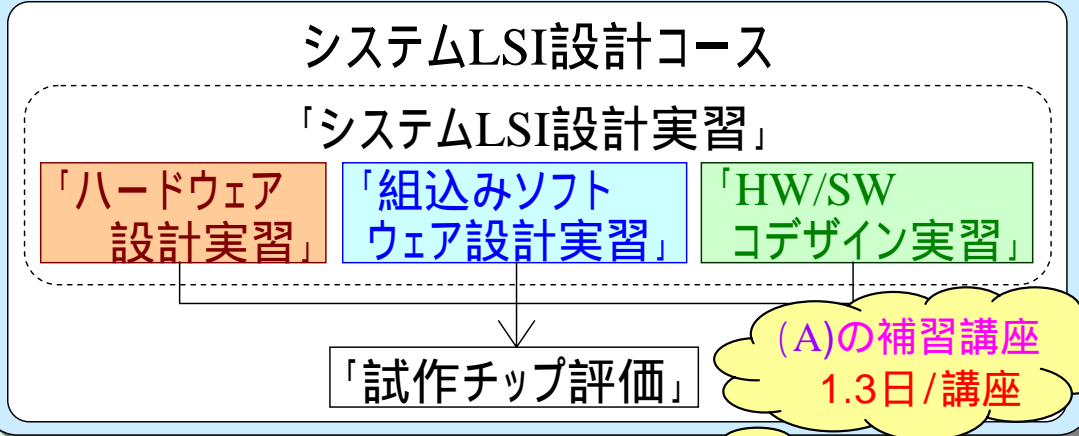 システムLSI設計コース
「システムLSI設計実習」
「ハードウェア
設計実習」
「組込みソフト
ウェア設計実習」
「HW/SW
コデザイン実習」
「試作チップ評価」
(A)の補習講座
1.3日/講座